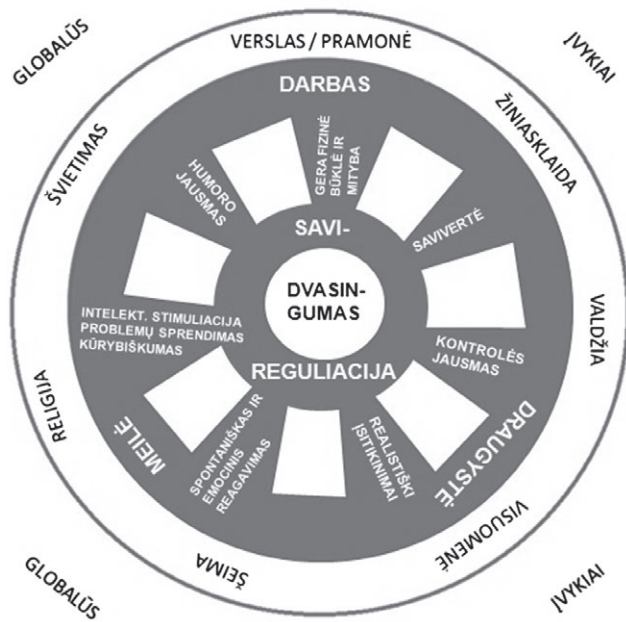 GLOBALŪS
ĮVYKIAI
VERSLAS / PRAMONĖ
ŠVIETIMAS
ŽINIASKLAIDA
DARBAS
HUMORO
JAUSMAS
GERA FIZINĖ
BŪKLĖ IR
MITYBA
SAVIVERTĖ
SAVI-
DVASIN-
GUMAS
REGULIACIJA
INTELEKT. STIMULIACIJA
PROBLEMŲ SPRENDIMAS
KŪRYBIŠKUMAS
KONTROLĖS
JAUSMAS
VALDŽIA
RELIGIJA
MEILĖ
SPONTANIŠKAS IR
EMOCINIS
REAGAVIMAS
REALISTIŠKI
ĮSITIKINIMAI
DRAUGYSTĖ
VISUOMENĖ
ŠEIMA
GLOBALŪS
ĮVYKIAI